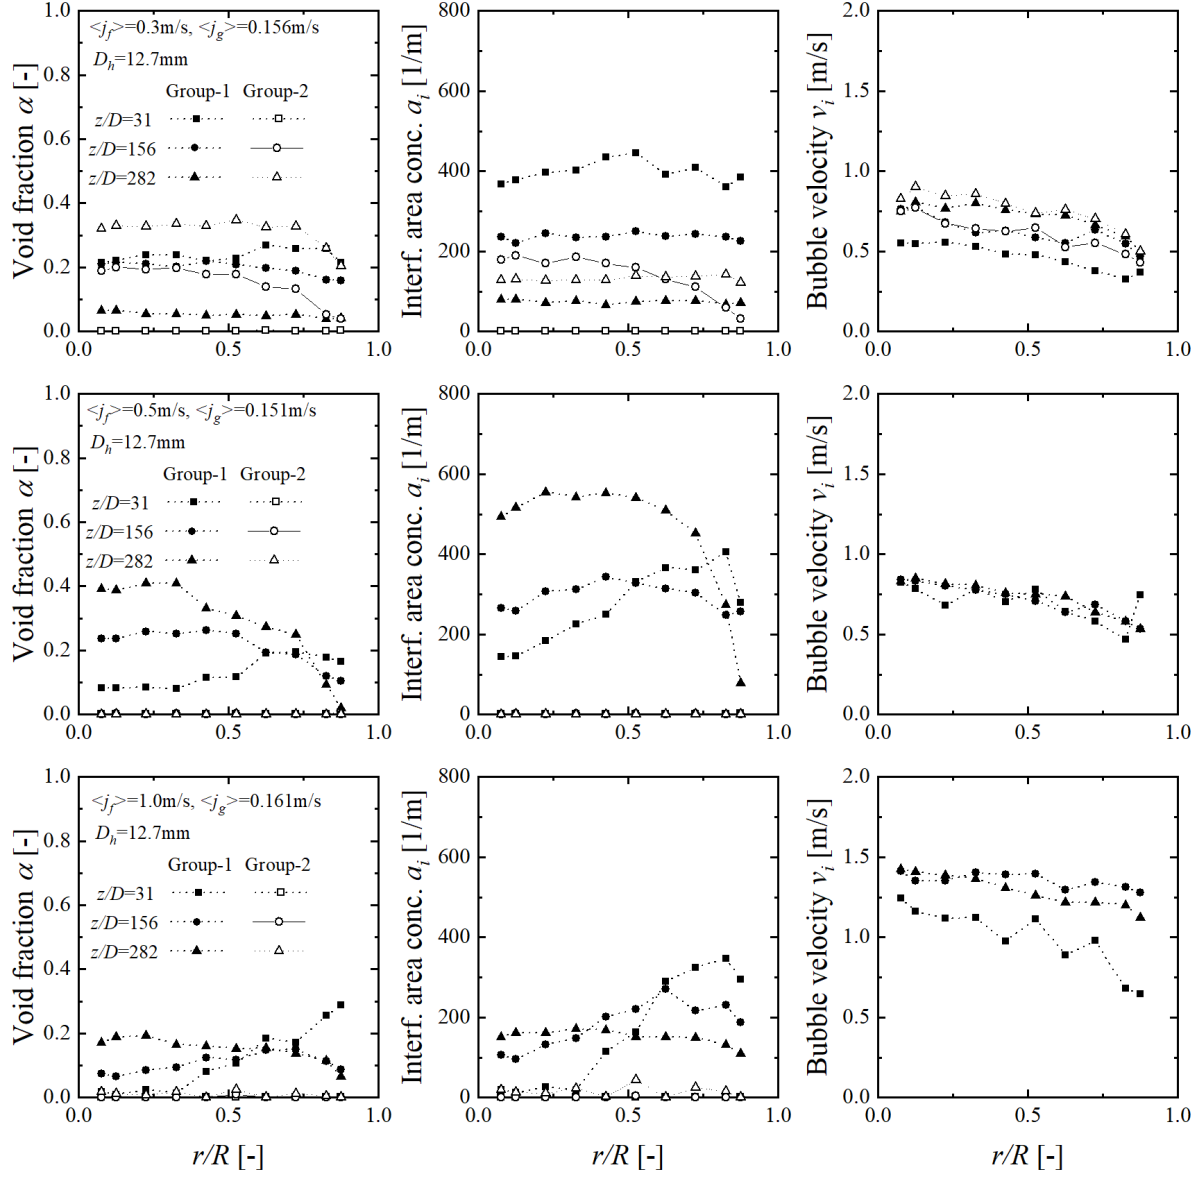 <j_f>=0.3m/s, <j_g>=0.156m/s
D_h=12.7mm
Group-1 Group-2
z/D=31
z/D=156
z/D=282
Void fraction α [-]
1.0
0.8
0.6
0.4
0.2
0.0
0.0 0.5 1.0
Interf. area conc. a_i [1/m]
800
600
400
200
0
0.0 0.5 1.0
Bubble velocity v_i [m/s]
2.0
1.5
1.0
0.5
0.0
0.0 0.5 1.0
<j_f>=0.5m/s, <j_g>=0.151m/s
D_h=12.7mm
Group-1 Group-2
z/D=31
z/D=156
z/D=282
Void fraction α [-]
1.0
0.8
0.6
0.4
0.2
0.0
0.0 0.5 1.0
Interf. area conc. a_i [1/m]
800
600
400
200
0
0.0 0.5 1.0
Bubble velocity v_i [m/s]
2.0
1.5
1.0
0.5
0.0
0.0 0.5 1.0
<j_f>=1.0m/s, <j_g>=0.161m/s
D_h=12.7mm
Group-1 Group-2
z/D=31
z/D=156
z/D=282
Void fraction α [-]
1.0
0.8
0.6
0.4
0.2
0.0
0.0 0.5 1.0
r/R [-]
Interf. area conc. a_i [1/m]
800
600
400
200
0
0.0 0.5 1.0
r/R [-]
Bubble velocity v_i [m/s]
2.0
1.5
1.0
0.5
0.0
0.0 0.5 1.0
r/R [-]